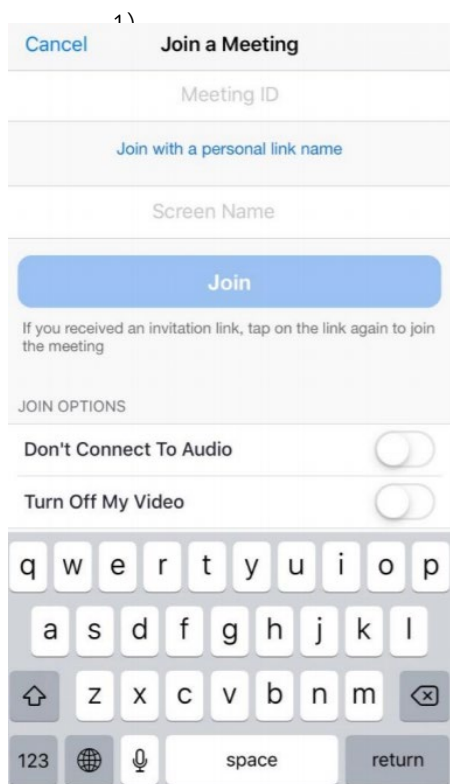 1)
Cancel Join a Meeting
Meeting ID
Join with a personal link name
Screen Name
Join
If you received an invitation link, tap on the link again to join
the meeting
JOIN OPTIONS
Don't Connect To Audio
Turn Off My Video
q w e r t y u i o p
a s d f g h j k l
z x c v b n m
123 space return